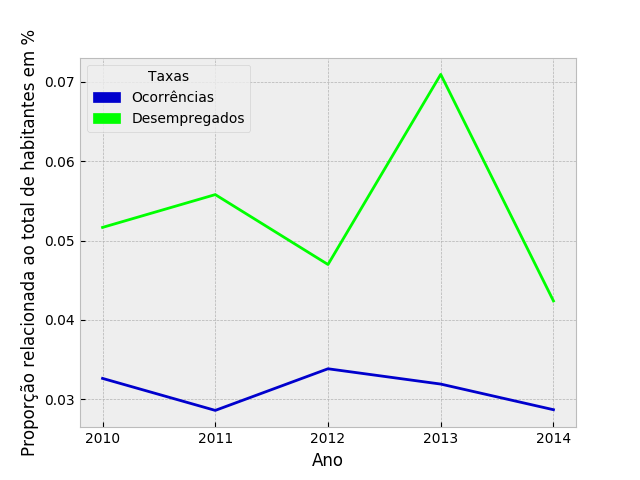 Proporção relacionada ao total de habitantes em %
0.07
0.06
0.05
0.04
0.03
Taxas
Ocorrências
Desempregados
2010 2011 2012 2013 2014
Ano